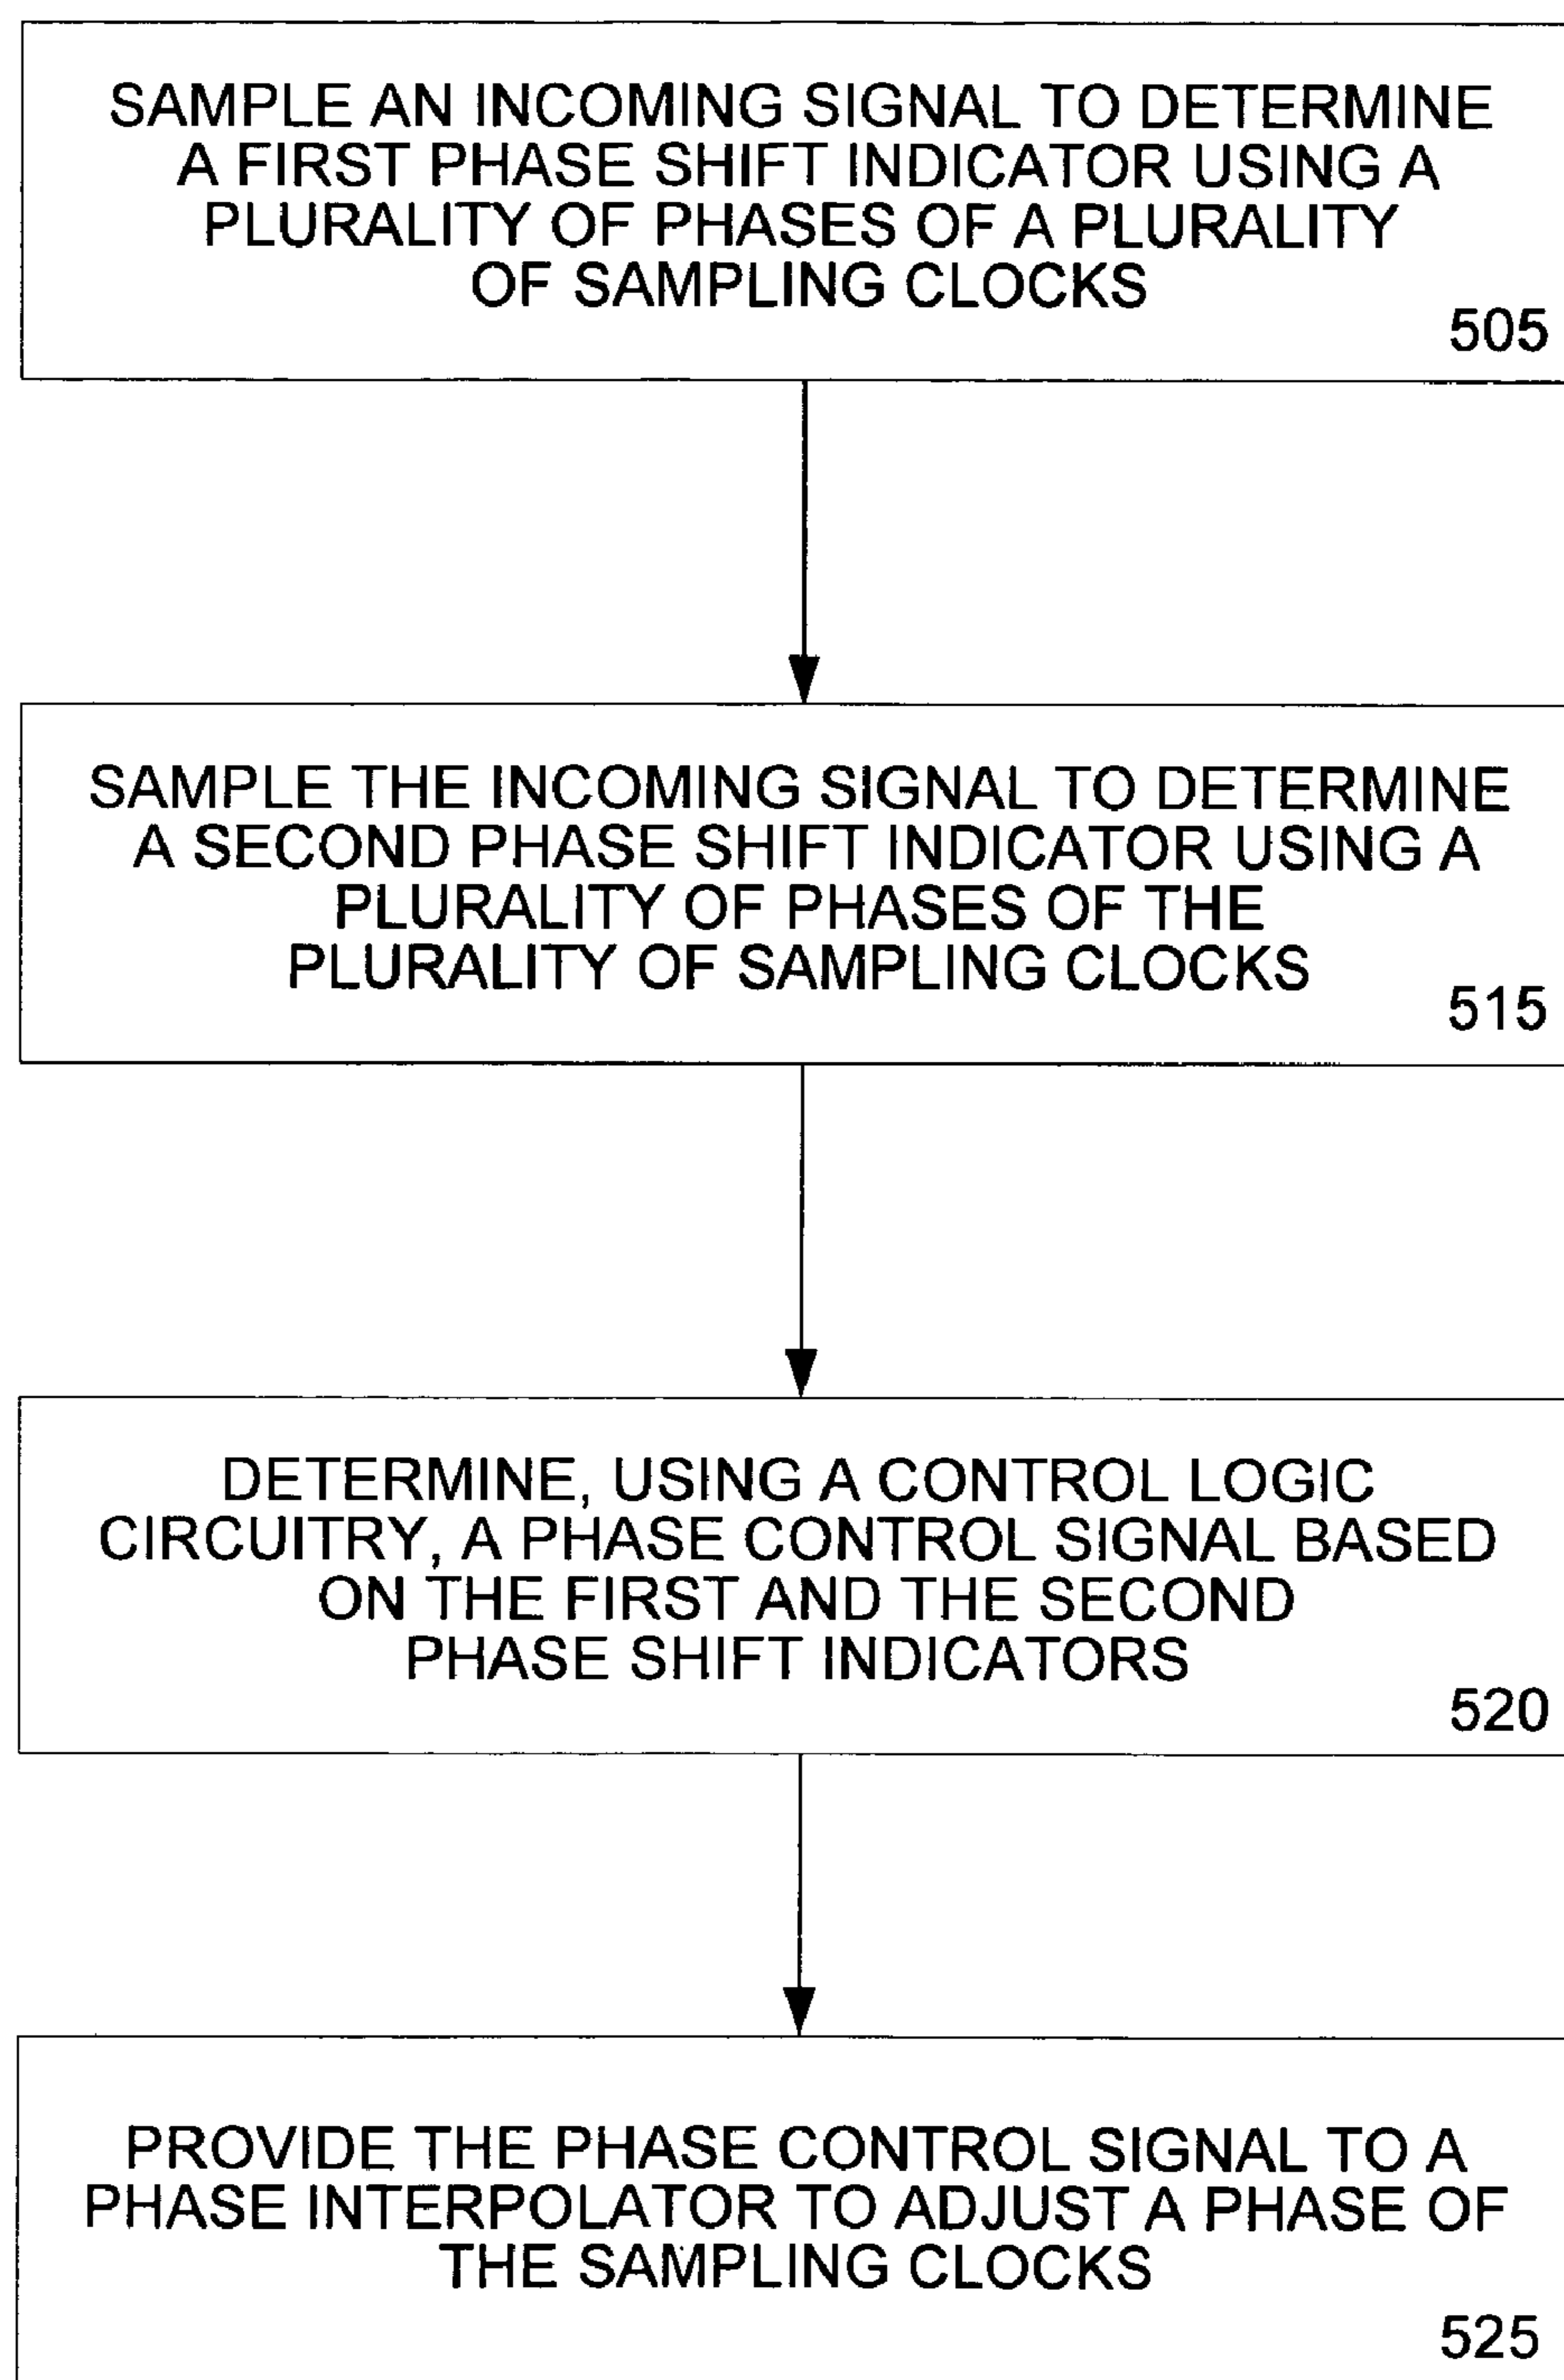 SAMPLE AN INCOMING SIGNAL TO DETERMINE
A FIRST PHASE SHIFT INDICATOR USING A
PLURALITY OF PHASES OF A PLURALITY
OF SAMPLING CLOCKS
505
SAMPLE THE INCOMING SIGNAL TO DETERMINE
A SECOND PHASE SHIFT INDICATOR USING A
PLURALITY OF PHASES OF THE
PLURALITY OF SAMPLING CLOCKS
515
DETERMINE, USING A CONTROL LOGIC
CIRCUITRY, A PHASE CONTROL SIGNAL BASED
ON THE FIRST AND THE SECOND
PHASE SHIFT INDICATORS
520
PROVIDE THE PHASE CONTROL SIGNAL TO A
PHASE INTERPOLATOR TO ADJUST A PHASE OF
THE SAMPLING CLOCKS
525